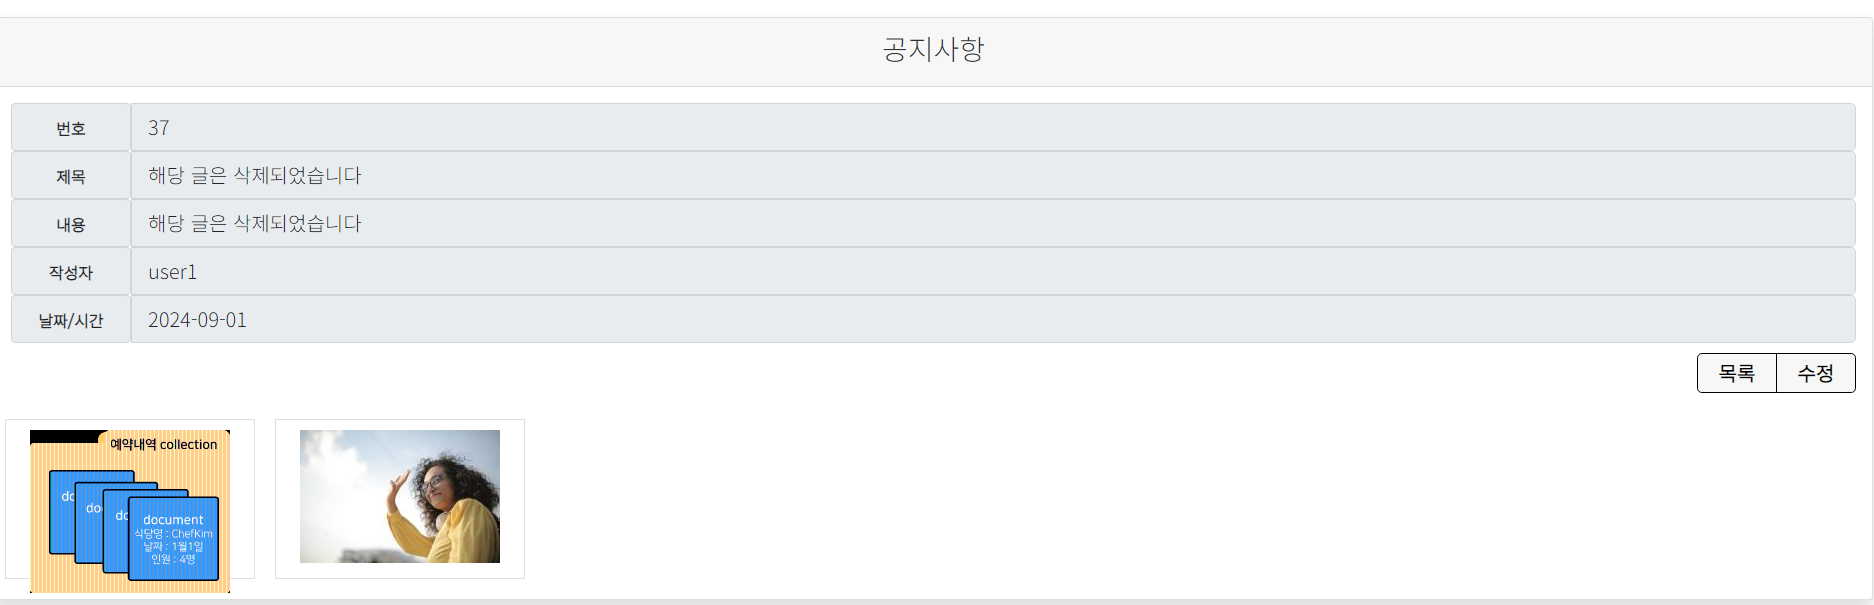 공지사항
번호 37
제목 해당 글은 삭제되었습니다
내용 해당 글은 삭제되었습니다
작성자 user1
날짜/시간 2024-09-01
목록 수정
예약내역 collection
do
do
do
document
식당명 : ChefKim
날짜 : 1월1일
인원 : 4명